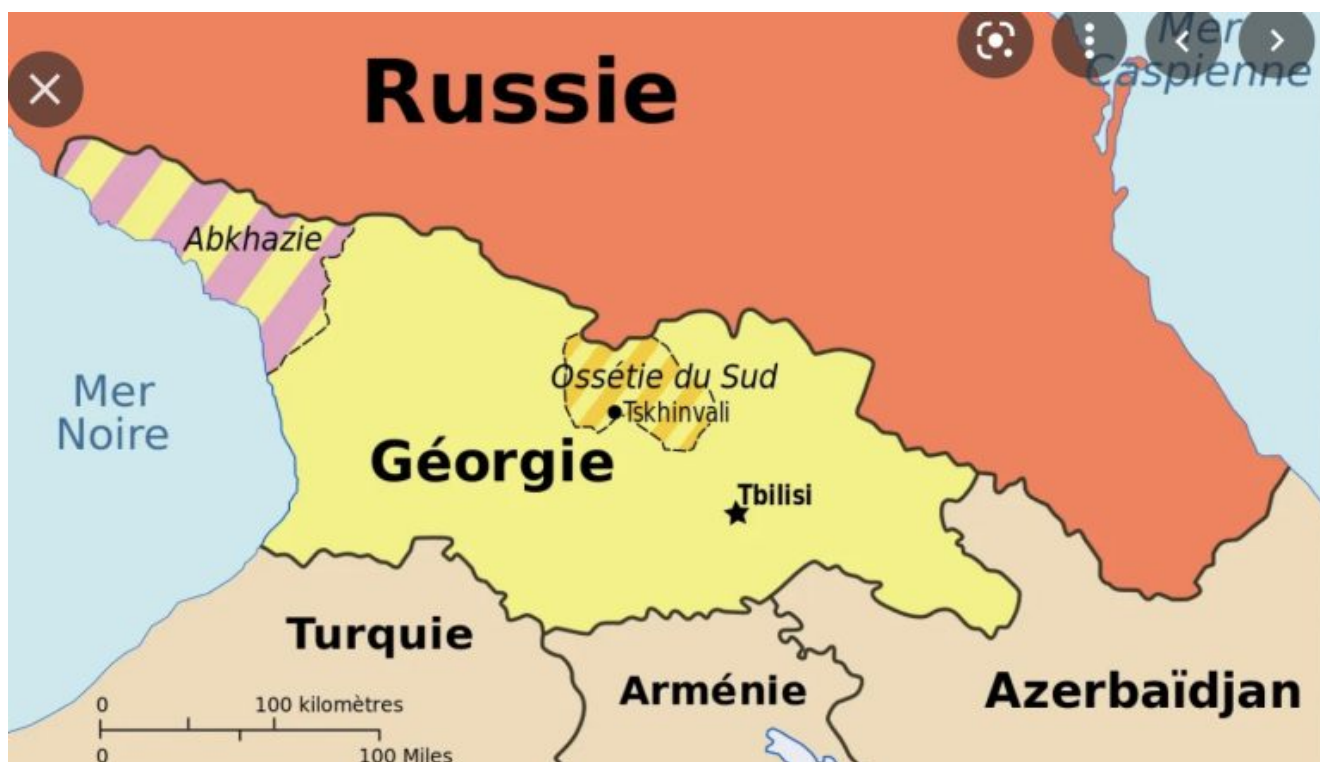 Russie
Mer
Caspienne
Abkhazie
Mer
Noire
Ossétie du Sud
Tskhinvali
Géorgie
Tbilisi
Turquie
Arménie
Azerbaïdjan
0
100 kilomètres
0
100 Miles